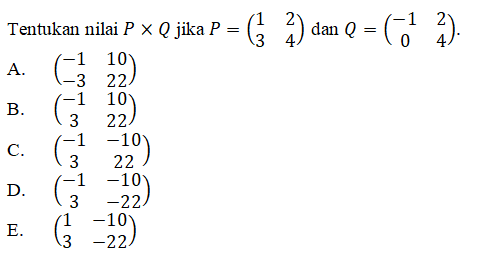 Tentukan nilai P × Q jika P = (1 2
3 4) dan Q = (−1 2
0 4).
A. (−1 10
−3 22)
B. (−1 10
3 22)
C. (−1 −10
3 22)
D. (−1 −10
3 −22)
E. (1 −10
3 −22)